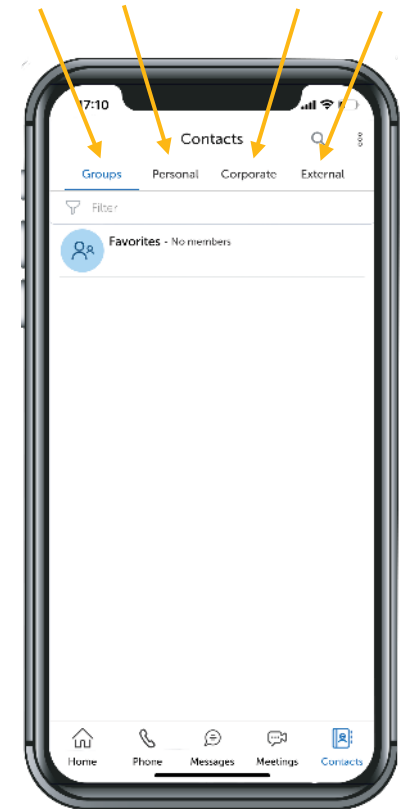 17:10
Contacts
Groups Personal Corporate External
Filter
Favorites - No members
Home Phone Messages Meetings Contacts